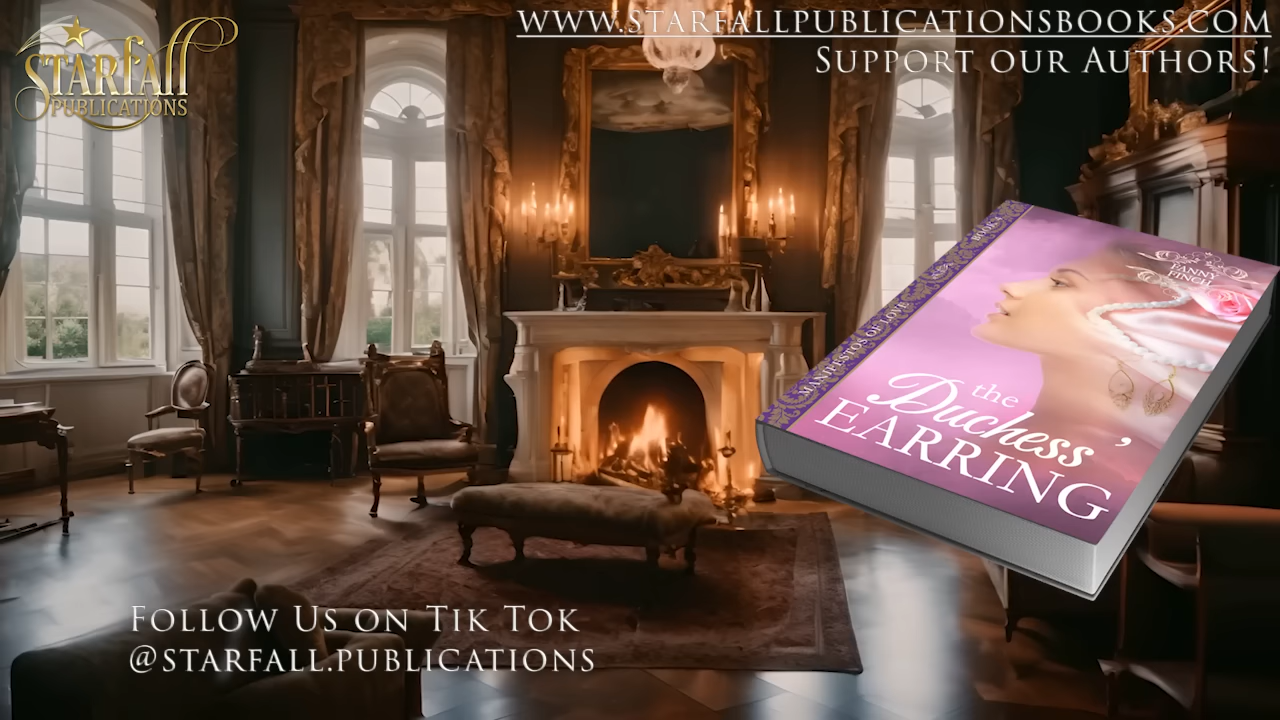 STARFALL
PUBLICATIONS
WWW.STARFALLPUBLICATIONSBOOKS.COM
SUPPORT OUR AUTHORS!
FANNY
FINCH
MANIFESTOS OF LOVE
the
Duchess'
EARRING
FOLLOW US ON TIK TOK
@STARFALL.PUBLICATIONS